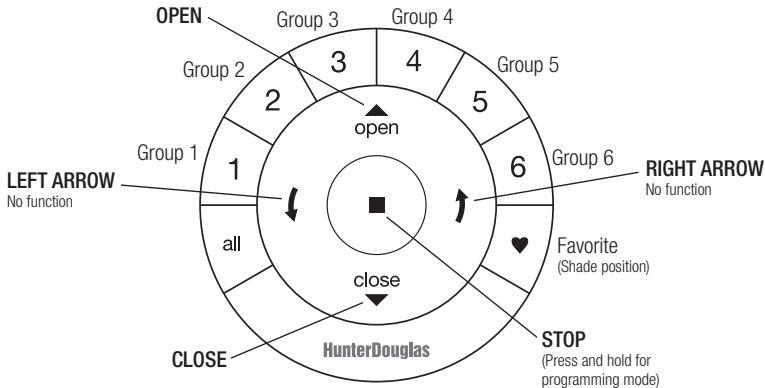 OPEN
Group 3
Group 4
Group 2
3
4
Group 5
2
5
open
Group 1
1
6
Group 6
LEFT ARROW
No function
RIGHT ARROW
No function
all
Favorite
(Shade position)
close
CLOSE
HunterDouglas
STOP
(Press and hold for
programming mode)